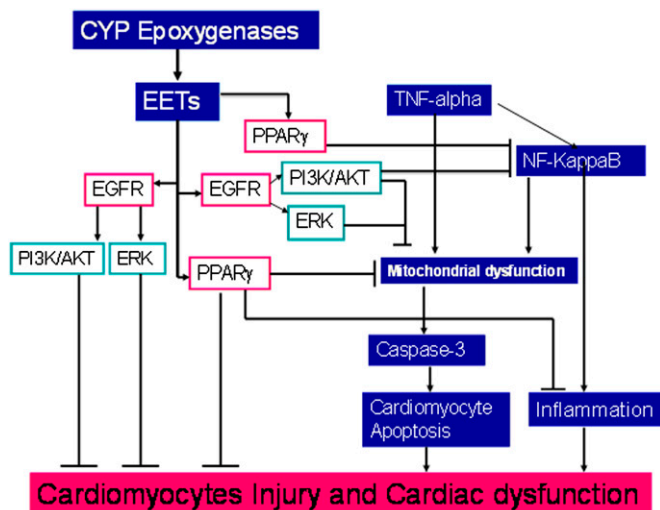 CYP Epoxygenases
EETs
TNF-alpha
PPARγ
NF-KappaB
EGFR
EGFR
PI3K/AKT
ERK
PI3K/AKT
ERK
PPARγ
Mitochondrial dysfunction
Caspase-3
Cardiomyocyte
Apoptosis
Inflammation
Cardiomyocytes Injury and Cardiac dysfunction